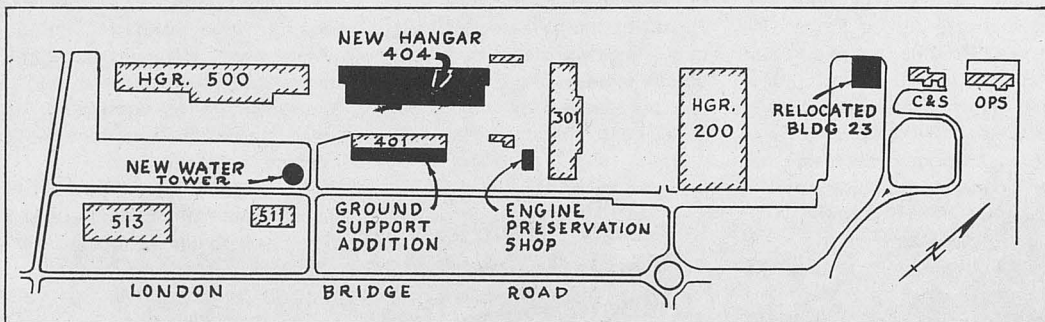 NEW HANGAR
404
HGR. 500
301
HGR.
200
RELOCATED
BLDG 23
C&S
OPS
401
NEW WATER
TOWER
513
511
GROUND
SUPPORT
ADDITION
ENGINE
PRESERVATION
SHOP
N
LONDON BRIDGE ROAD